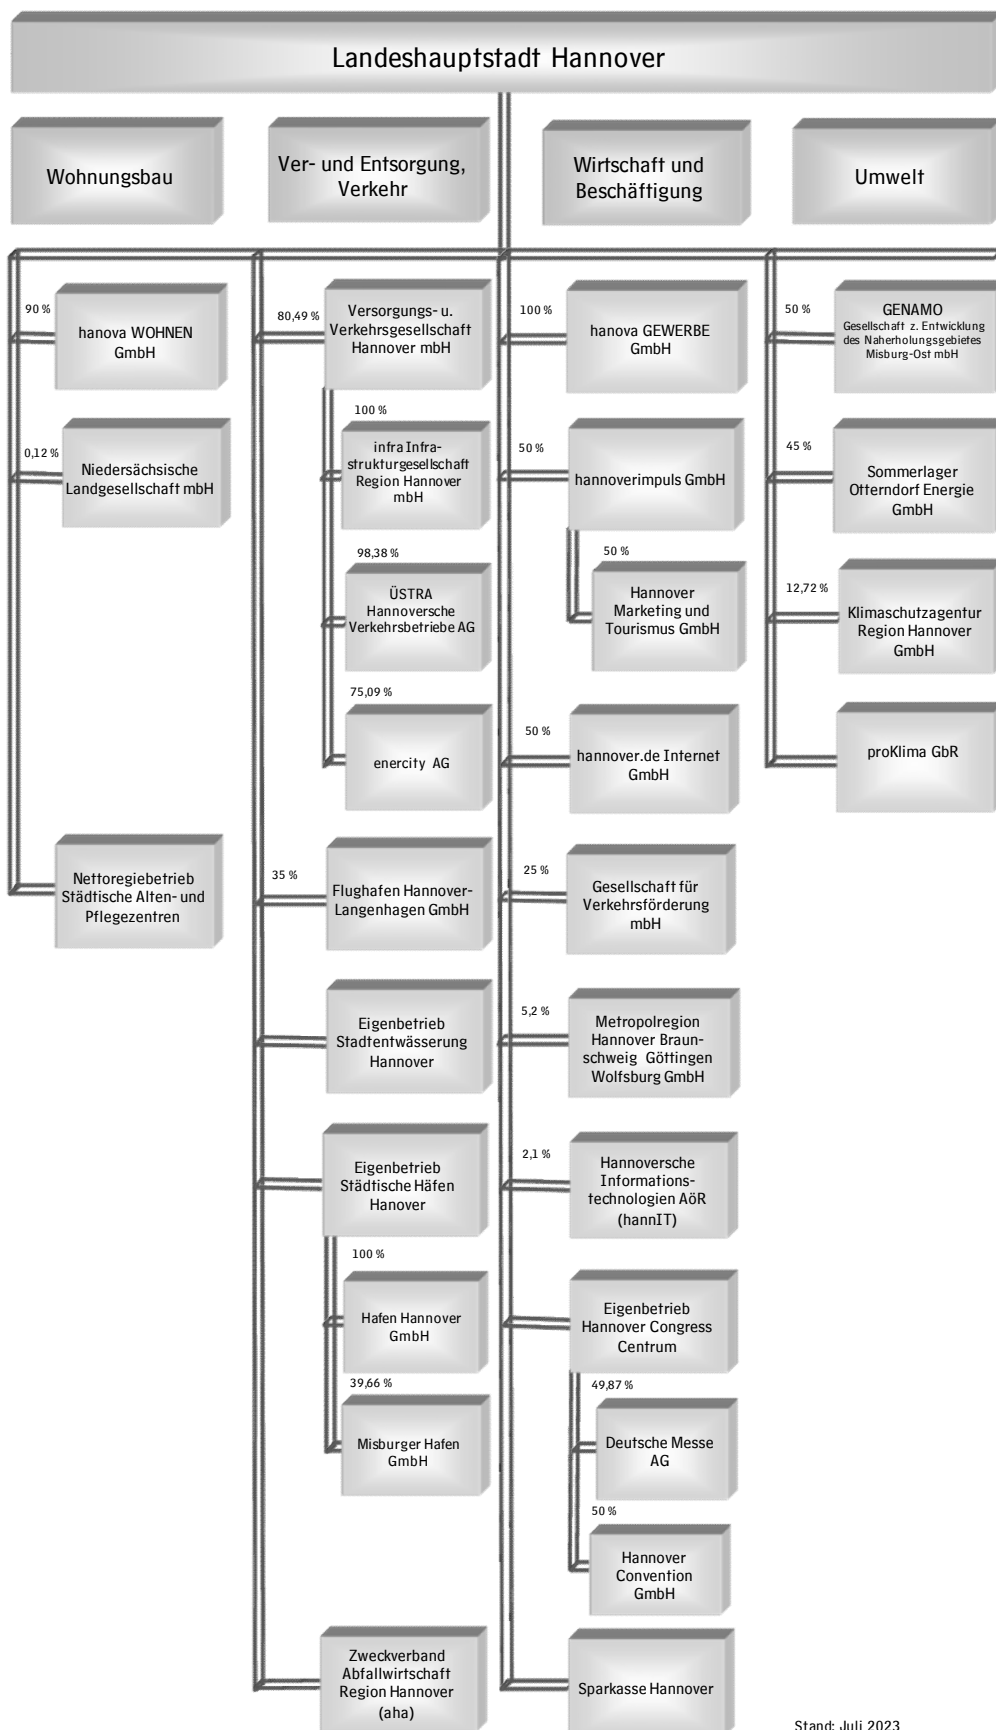 Landeshauptstadt Hannover
Wohnungsbau
Ver- und Entsorgung,
Verkehr
Wirtschaft und
Beschäftigung
Umwelt
90 %
hanova WOHNEN
GmbH
0,12 %
Niedersächsische
Landgesellschaft mbH
Nettoregiebetrieb
Städtische Alten- und
Pflegezentren
80,49 %
Versorgungs- u.
Verkehrsgesellschaft
Hannover mbH
100 %
infra Infra-
strukturgesellschaft
Region Hannover
mbH
98,38 %
ÜSTRA
Hannoversche
Verkehrsbetriebe AG
75,09 %
enercity AG
35 %
Flughafen Hannover-
Langenhagen GmbH
Eigenbetrieb
Stadtentwässerung
Hannover
Eigenbetrieb
Städtische Häfen
Hanover
100 %
Hafen Hannover
GmbH
39,66 %
Misburger Hafen
GmbH
Zweckverband
Abfallwirtschaft
Region Hannover
(aha)
100 %
hanova GEWERBE
GmbH
50 %
hannoverimpuls GmbH
50 %
Hannover
Marketing und
Tourismus GmbH
50 %
hannover.de Internet
GmbH
25 %
Gesellschaft für
Verkehrsförderung
mbH
5,2 %
Metropolregion
Hannover Braun-
schweig Göttingen
Wolfsburg GmbH
2,1 %
Hannoversche
Informations-
technologien AöR
(hannIT)
Eigenbetrieb
Hannover Congress
Centrum
49,87 %
Deutsche Messe
AG
50 %
Hannover
Convention
GmbH
Sparkasse Hannover
50 %
GENAMO
Gesellschaft z. Entwicklung
des Naherholungsgebietes
Misburg-Ost mbH
45 %
Sommerlager
Otterndorf Energie
GmbH
12,72 %
Klimaschutzagentur
Region Hannover
GmbH
proKlima GbR
Stand: Juli 2023